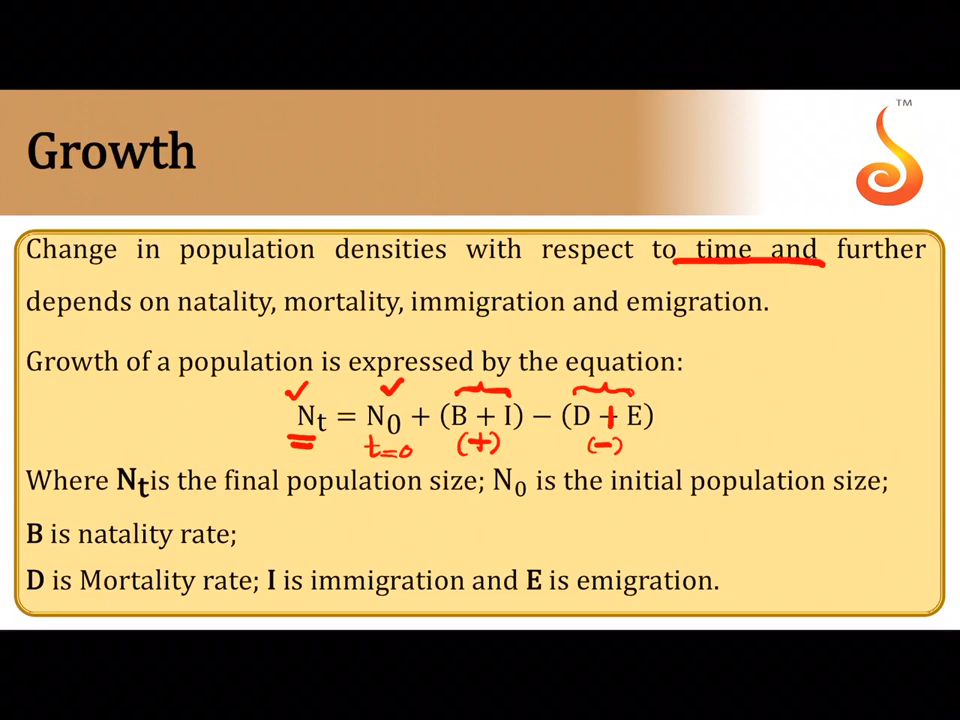 TM
Growth
Change in population densities with respect to time and further
depends on natality, mortality, immigration and emigration.
Growth of a population is expressed by the equation:
Nt = N0 + (B + I) − (D + E)
t=0 (+) (−)
Where Nt is the final population size; N0 is the initial population size;
B is natality rate;
D is Mortality rate; I is immigration and E is emigration.